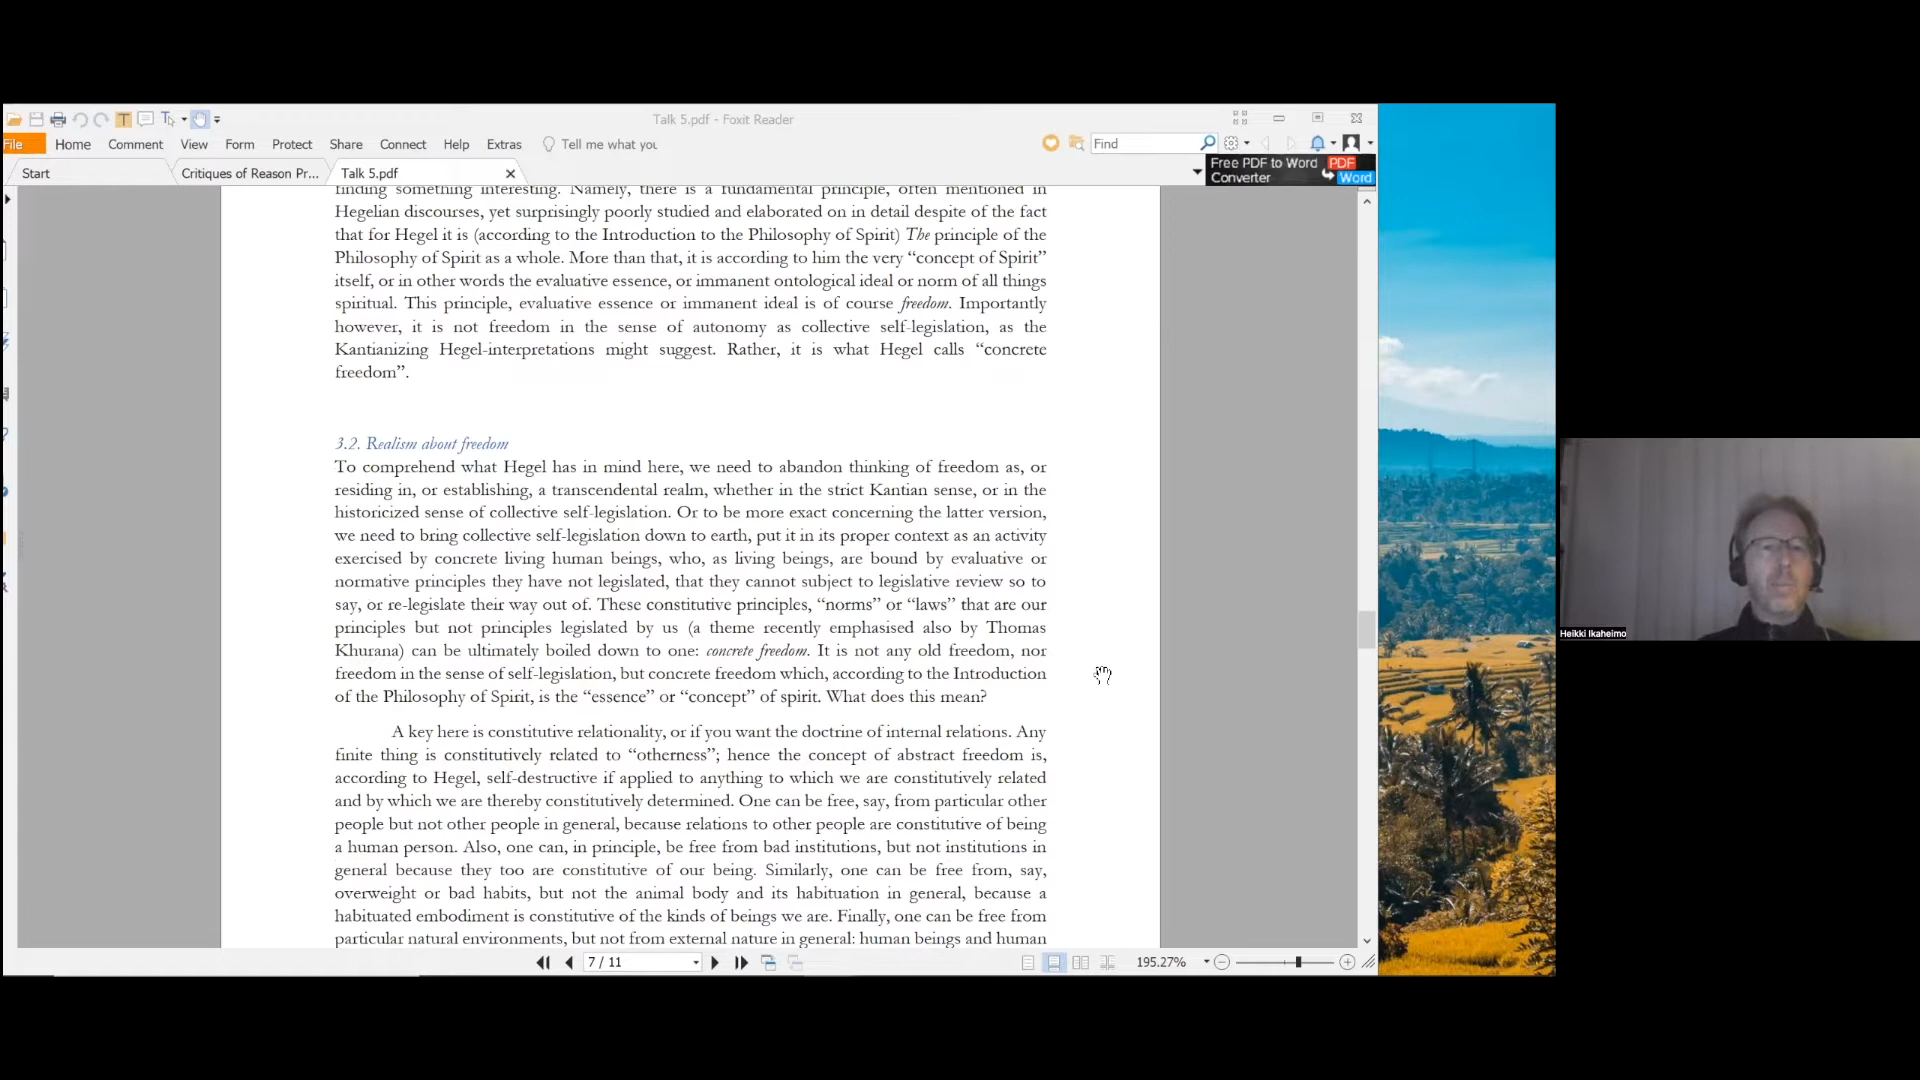 Talk 5.pdf - Foxit Reader
File Home Comment View Form Protect Share Connect Help Extras Tell me what you Find
Free PDF to Word Converter PDF Word
Start Critiques of Reason Pr... Talk 5.pdf
finding something interesting. Namely, there is a fundamental principle, often mentioned in
Hegelian discourses, yet surprisingly poorly studied and elaborated on in detail despite of the fact
that for Hegel it is (according to the Introduction to the Philosophy of Spirit) The principle of the
Philosophy of Spirit as a whole. More than that, it is according to him the very “concept of Spirit”
itself, or in other words the evaluative essence, or immanent ontological ideal or norm of all things
spiritual. This principle, evaluative essence or immanent ideal is of course freedom. Importantly
however, it is not freedom in the sense of autonomy as collective self-legislation, as the
Kantianizing Hegel-interpretations might suggest. Rather, it is what Hegel calls “concrete
freedom”.
3.2. Realism about freedom
To comprehend what Hegel has in mind here, we need to abandon thinking of freedom as, or
residing in, or establishing, a transcendental realm, whether in the strict Kantian sense, or in the
historicized sense of collective self-legislation. Or to be more exact concerning the latter version,
we need to bring collective self-legislation down to earth, put it in its proper context as an activity
exercised by concrete living human beings, who, as living beings, are bound by evaluative or
normative principles they have not legislated, that they cannot subject to legislative review so to
say, or re-legislate their way out of. These constitutive principles, “norms” or “laws” that are our
principles but not principles legislated by us (a theme recently emphasised also by Thomas
Khurana) can be ultimately boiled down to one: concrete freedom. It is not any old freedom, nor
freedom in the sense of self-legislation, but concrete freedom which, according to the Introduction
of the Philosophy of Spirit, is the “essence” or “concept” of spirit. What does this mean?
A key here is constitutive relationality, or if you want the doctrine of internal relations. Any
finite thing is constitutively related to “otherness”; hence the concept of abstract freedom is,
according to Hegel, self-destructive if applied to anything to which we are constitutively related
and by which we are thereby constitutively determined. One can be free, say, from particular other
people but not other people in general, because relations to other people are constitutive of being
a human person. Also, one can, in principle, be free from bad institutions, but not institutions in
general because they too are constitutive of our being. Similarly, one can be free from, say,
overweight or bad habits, but not the animal body and its habituation in general, because a
habituated embodiment is constitutive of the kinds of beings we are. Finally, one can be free from
particular natural environments, but not from external nature in general: human beings and human
7 / 11 195.27%
Heikki Ikaheimo